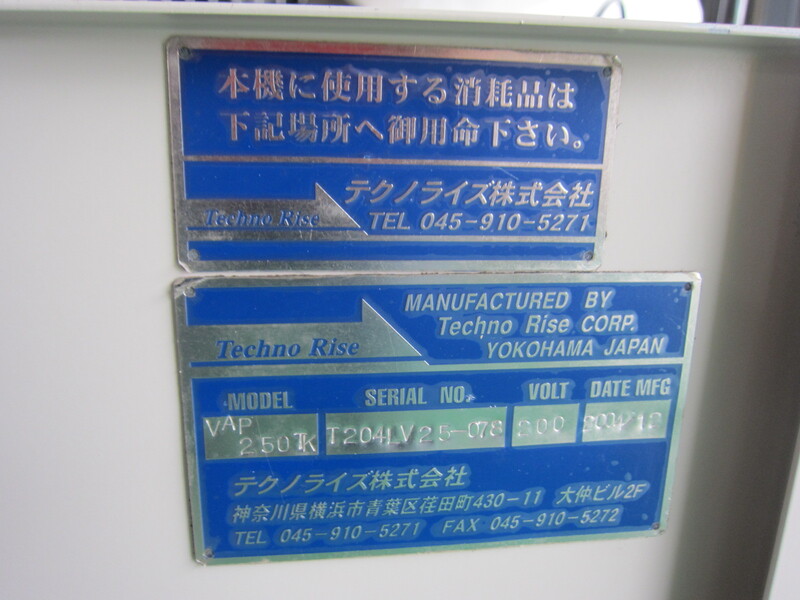 本機に使用する消耗品は
下記場所へ御用命下さい。
Techno Rise
テクノライズ株式会社
TEL 045-910-5271
Techno Rise
MANUFACTURED BY
Techno Rise CORP.
YOKOHAMA JAPAN
MODEL SERIAL NO. VOLT DATE MFG
VAP 250TK T204LV25-078 200 2004/12
テクノライズ株式会社
神奈川県横浜市青葉区荏田町430-11 大仲ビル2F
TEL 045-910-5271 FAX 045-910-5272